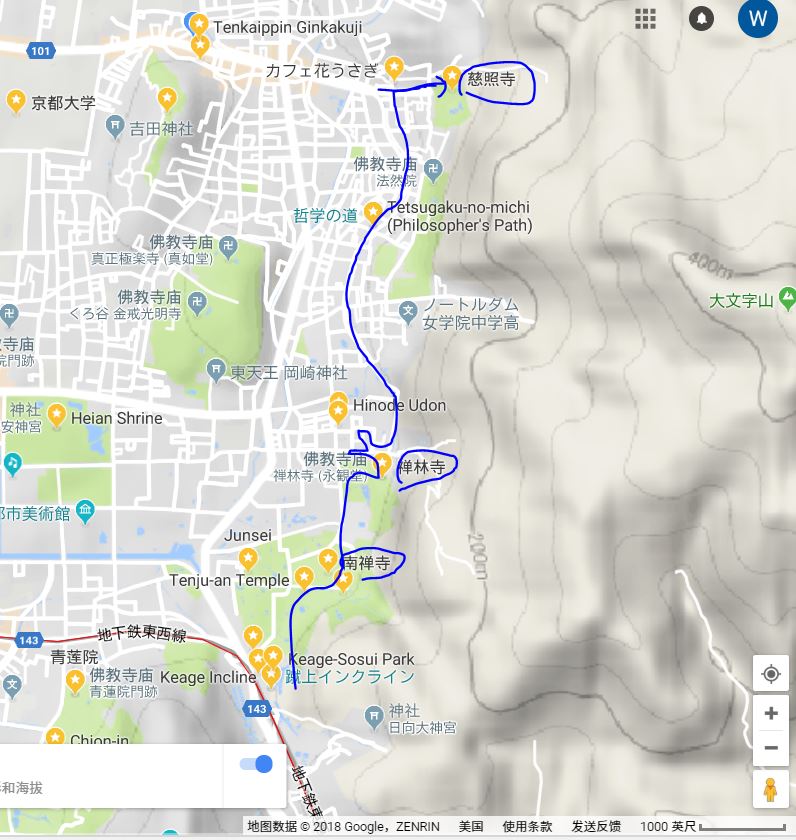 W
Tenkaippin Ginkakuji
101
カフェ花うさぎ
慈照寺
京都大学
吉田神社
佛教寺庙
法然院
哲学の道
Tetsugaku-no-michi
(Philosopher's Path)
佛教寺庙
真正極楽寺 (真如堂)
400m
佛教寺庙
くろ谷 金戒光明寺
ノートルダム
女学院中学高
大文字山
寺庙
院門跡
東天王 岡崎神社
Hinode Udon
神社
安神宮
Heian Shrine
佛教寺庙
禅林寺 (永観堂)
禅林寺
都市美術館
200m
Junsei
南禅寺
Tenju-an Temple
143
地下鉄東西線
青莲院
Keage-Sosui Park
佛教寺庙
青蓮院門跡
Keage Incline
蹴上インクライン
143
神社
日向大神宮
Chion-in
和海拔
地下鉄東
地图数据 © 2018 Google，ZENRIN 美国 使用条款 发送反馈 1000 英尺